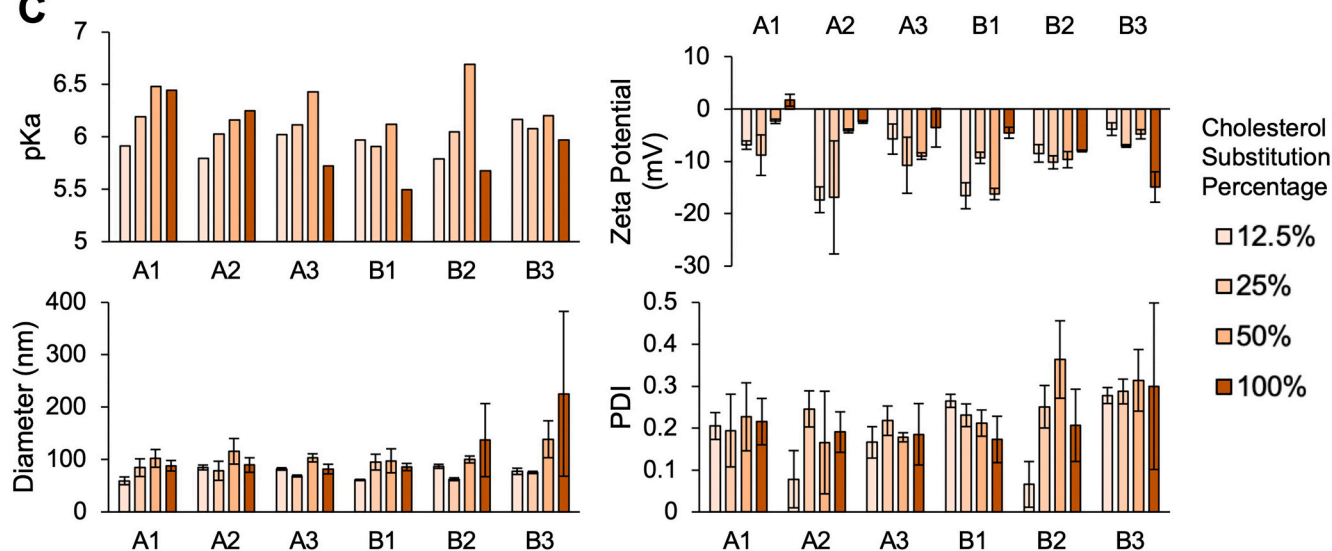 C
7
6.5
6
5.5
5
pKa
A1 A2 A3 B1 B2 B3
A1 A2 A3 B1 B2 B3
10
0
-10
-20
-30
Zeta Potential
(mV)
400
300
200
100
0
Diameter (nm)
A1 A2 A3 B1 B2 B3
0.5
0.4
0.3
0.2
0.1
0
PDI
A1 A2 A3 B1 B2 B3
Cholesterol
Substitution
Percentage
12.5%
25%
50%
100%